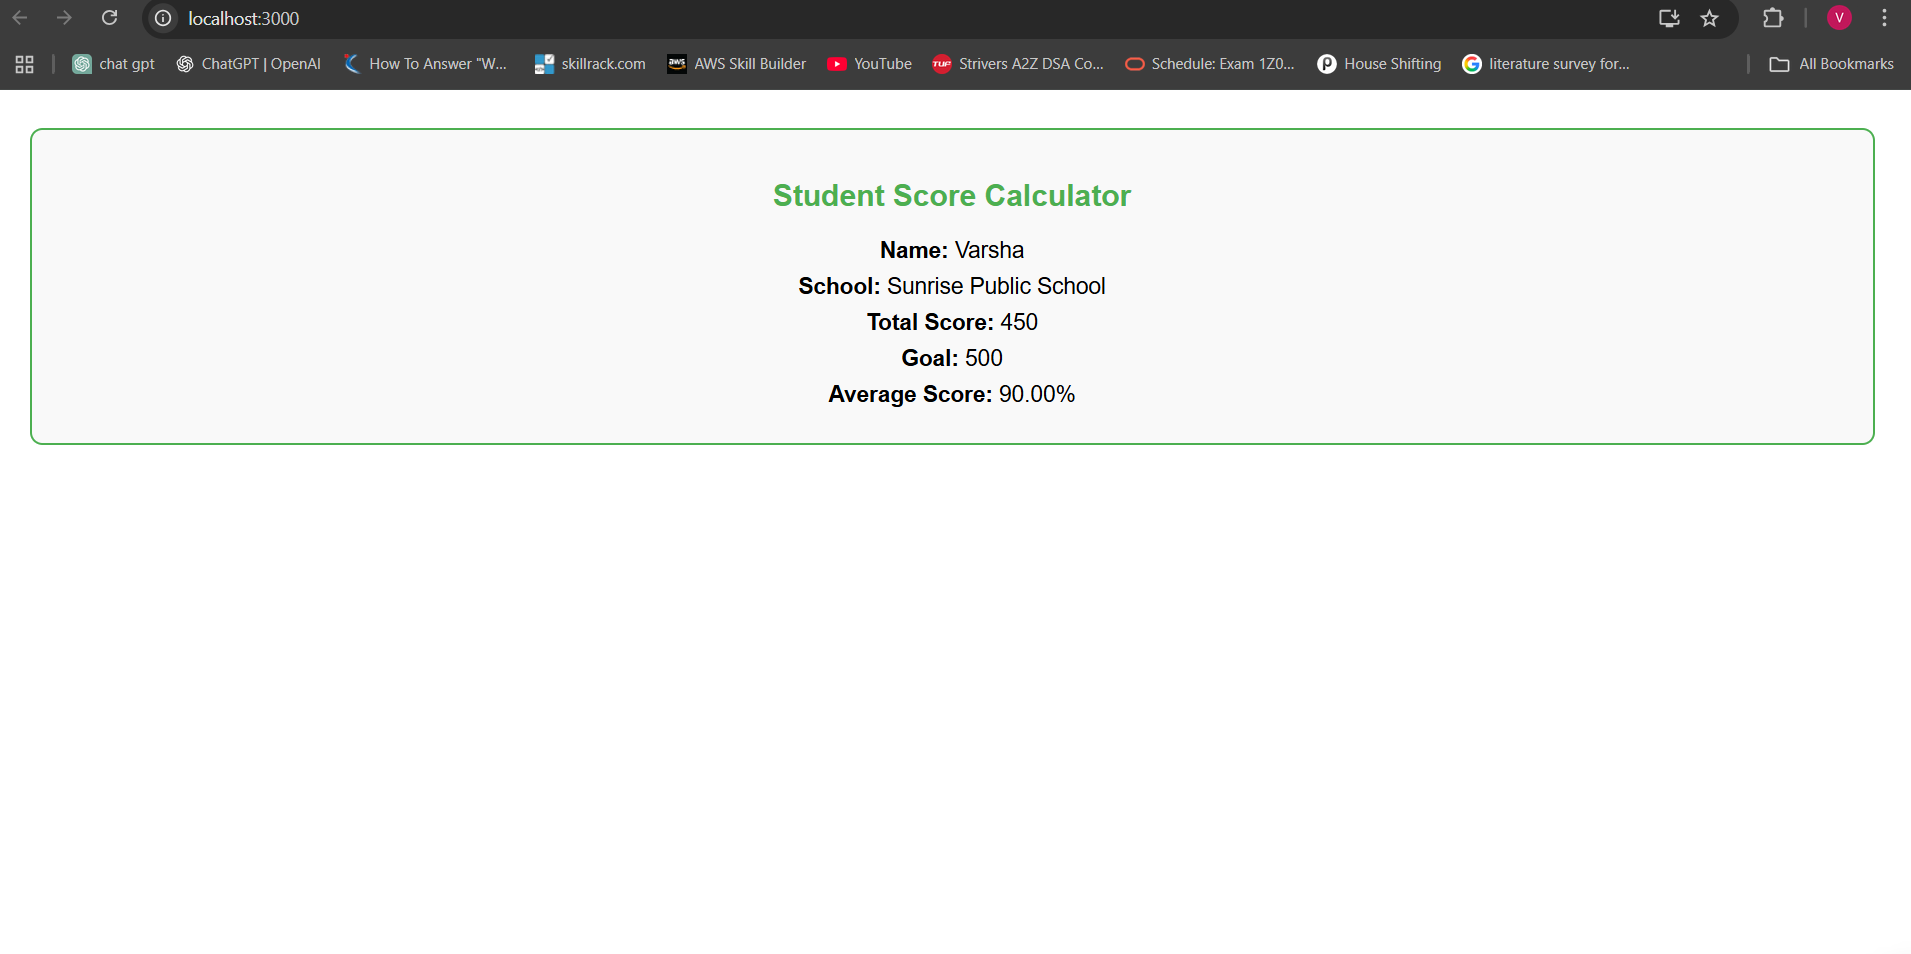 localhost:3000
chat gpt ChatGPT | OpenAI How To Answer "W... skillrack.com aws AWS Skill Builder YouTube TUF Strivers A2Z DSA Co... Schedule: Exam 1Z0... House Shifting literature survey for... All Bookmarks
V
Student Score Calculator
Name: Varsha
School: Sunrise Public School
Total Score: 450
Goal: 500
Average Score: 90.00%